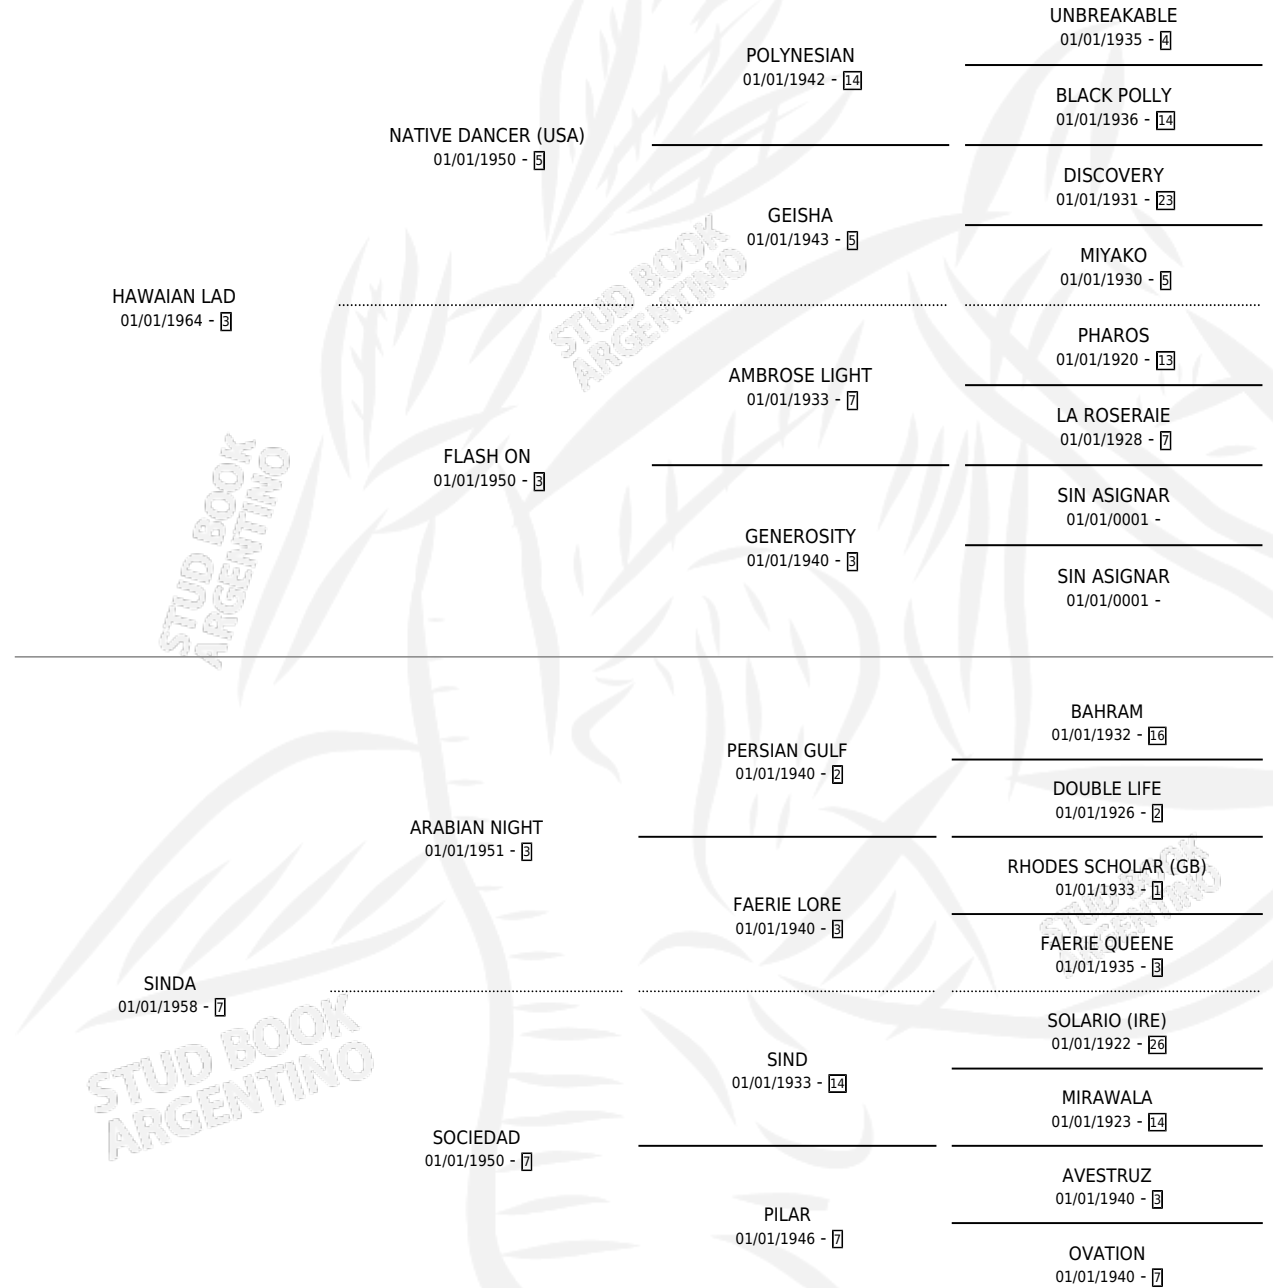 UNBREAKABLE
01/01/1935 - 4
POLYNESIAN
01/01/1942 - 14
BLACK POLLY
01/01/1936 - 14
NATIVE DANCER (USA)
01/01/1950 - 5
DISCOVERY
01/01/1931 - 23
GEISHA
01/01/1943 - 5
MIYAKO
01/01/1930 - 5
HAWAIAN LAD
01/01/1964 - 3
PHAROS
01/01/1920 - 13
AMBROSE LIGHT
01/01/1933 - 7
LA ROSERAIE
01/01/1928 - 7
FLASH ON
01/01/1950 - 3
SIN ASIGNAR
01/01/0001 -
GENEROSITY
01/01/1940 - 3
SIN ASIGNAR
01/01/0001 -
BAHRAM
01/01/1932 - 16
PERSIAN GULF
01/01/1940 - 2
DOUBLE LIFE
01/01/1926 - 2
ARABIAN NIGHT
01/01/1951 - 3
RHODES SCHOLAR (GB)
01/01/1933 - 1
FAERIE LORE
01/01/1940 - 3
FAERIE QUEENE
01/01/1935 - 3
SINDA
01/01/1958 - 7
SOLARIO (IRE)
01/01/1922 - 26
SIND
01/01/1933 - 14
MIRAWALA
01/01/1923 - 14
SOCIEDAD
01/01/1950 - 7
AVESTRUZ
01/01/1940 - 3
PILAR
01/01/1946 - 7
OVATION
01/01/1940 - 7
STUD BOOK
ARGENTINO
STUD BOOK
ARGENTINO
STUD BOOK
ARGENTINO
STUD BOOK
ARGENTINO